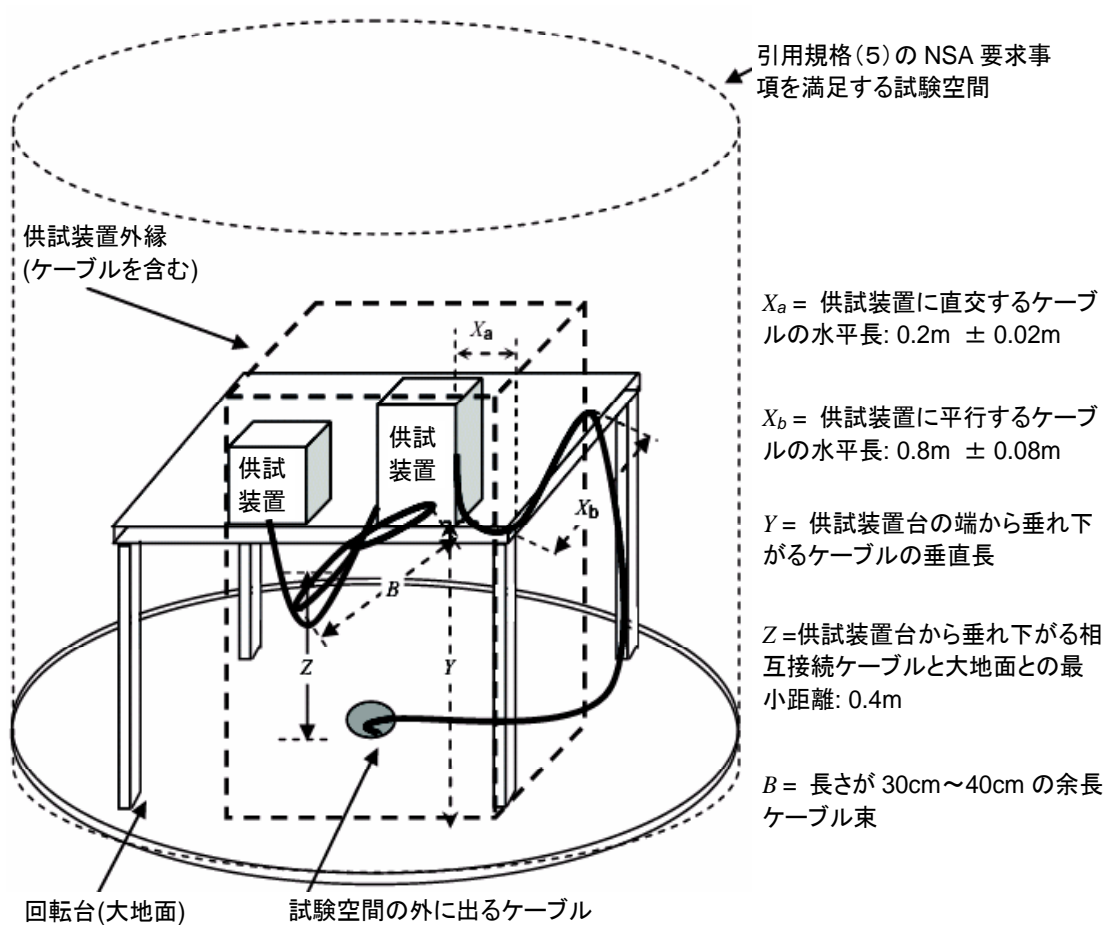 引用規格（5）の NSA 要求事
項を満足する試験空間
供試装置外縁
(ケーブルを含む)
Xa
Xa = 供試装置に直交するケーブ
ルの水平長: 0.2m ± 0.02m
供試
装置
供試
装置
Xb = 供試装置に平行するケーブ
ルの水平長: 0.8m ± 0.08m
Xb
Y = 供試装置台の端から垂れ下
がるケーブルの垂直長
B
Z
Y
Z =供試装置台から垂れ下がる相
互接続ケーブルと大地面との最
小距離: 0.4m
B = 長さが 30cm～40cm の余長
ケーブル束
回転台(大地面)
試験空間の外に出るケーブル